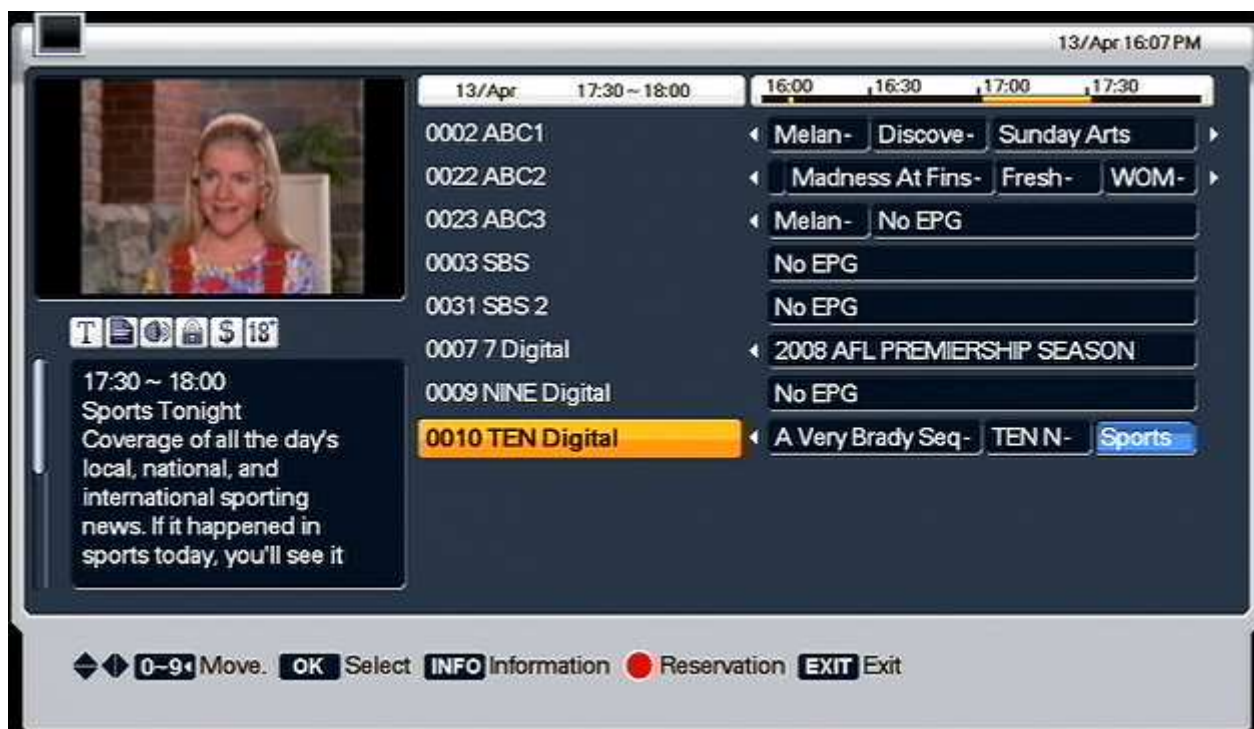 13/Apr 16:07 PM
13/Apr 17:30 ~ 18:00 16:00 16:30 17:00 17:30
0002 ABC1 Melan- Discove- Sunday Arts
0022 ABC2 Madness At Fins- Fresh- WOM-
0023 ABC3 Melan- No EPG
0003 SBS No EPG
0031 SBS 2 No EPG
0007 7 Digital 2008 AFL PREMIERSHIP SEASON
0009 NINE Digital No EPG
0010 TEN Digital A Very Brady Seq- TEN N- Sports
T $ 18+
17:30 ~ 18:00
Sports Tonight
Coverage of all the day's
local, national, and
international sporting
news. If it happened in
sports today, you'll see it
0~9 Move. OK Select INFO Information Reservation EXIT Exit